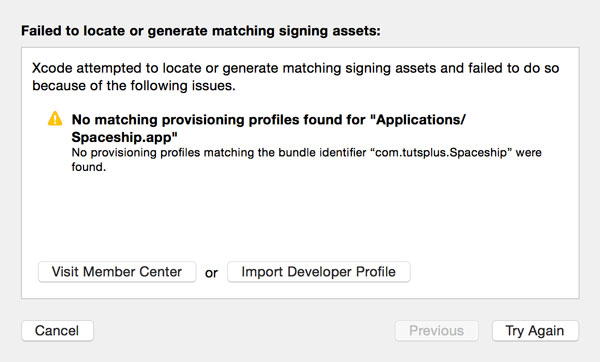 Failed to locate or generate matching signing assets:
Xcode attempted to locate or generate matching signing assets and failed to do so
because of the following issues.
No matching provisioning profiles found for "Applications/
Spaceship.app"
No provisioning profiles matching the bundle identifier “com.tutsplus.Spaceship” were
found.
Visit Member Center or Import Developer Profile
Cancel Previous Try Again